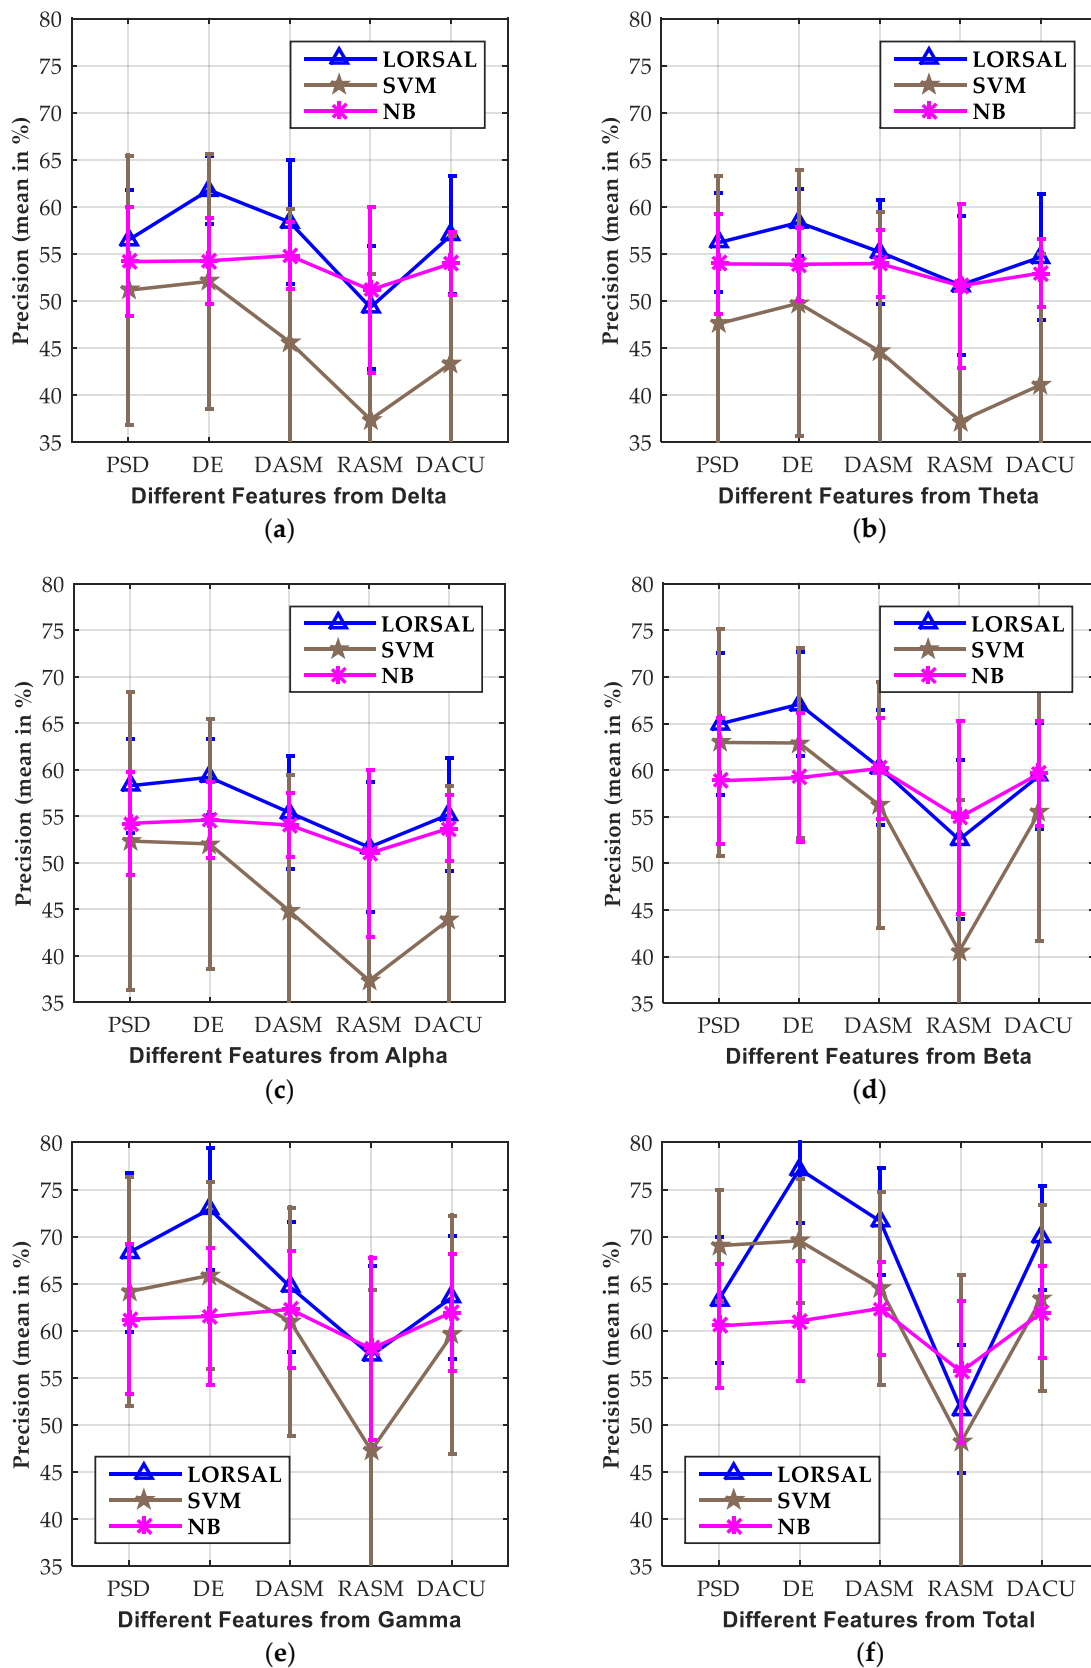 80
75
70
65
60
55
50
45
40
35
Precision (mean in %)
LORSAL
SVM
NB
PSD DE DASM RASM DACU
Different Features from Delta
(a)
80
75
70
65
60
55
50
45
40
35
Precision (mean in %)
LORSAL
SVM
NB
PSD DE DASM RASM DACU
Different Features from Theta
(b)
80
75
70
65
60
55
50
45
40
35
Precision (mean in %)
LORSAL
SVM
NB
PSD DE DASM RASM DACU
Different Features from Alpha
(c)
80
75
70
65
60
55
50
45
40
35
Precision (mean in %)
LORSAL
SVM
NB
PSD DE DASM RASM DACU
Different Features from Beta
(d)
80
75
70
65
60
55
50
45
40
35
Precision (mean in %)
LORSAL
SVM
NB
PSD DE DASM RASM DACU
Different Features from Gamma
(e)
80
75
70
65
60
55
50
45
40
35
Precision (mean in %)
LORSAL
SVM
NB
PSD DE DASM RASM DACU
Different Features from Total
(f)